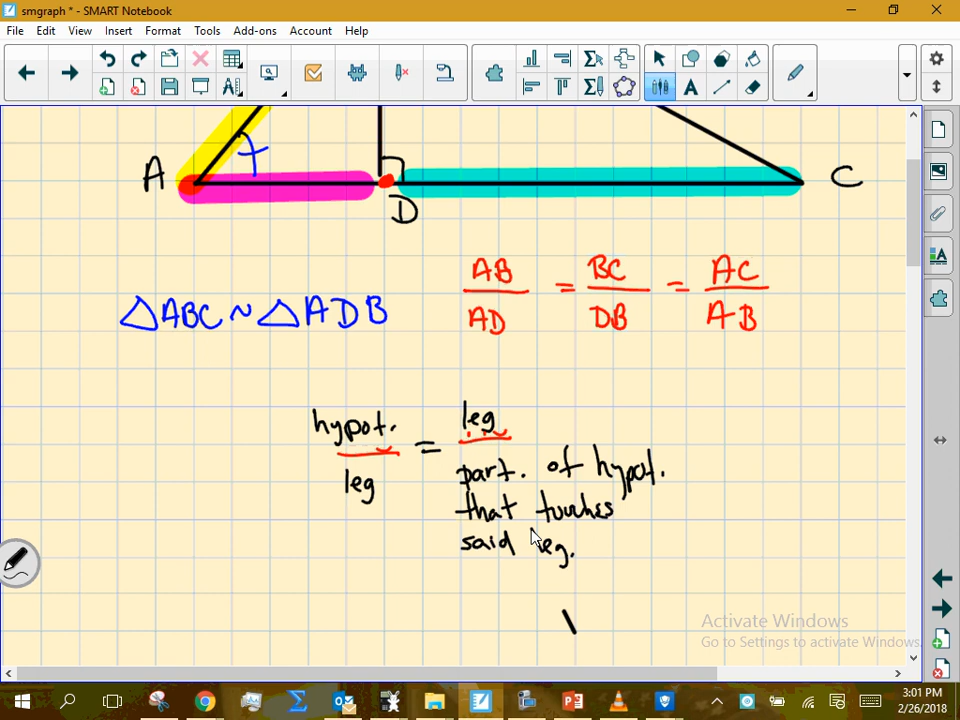 smgraph * - SMART Notebook
File Edit View Insert Format Tools Add-ons Account Help
A
D
C
△ABC ~ △ADB
AB = BC = AC
AD DB AB
hypot. = leg
leg part. of hypot.
that touches
said leg.
Activate Windows
Go to Settings to activate Windows.
3:01 PM
2/26/2018